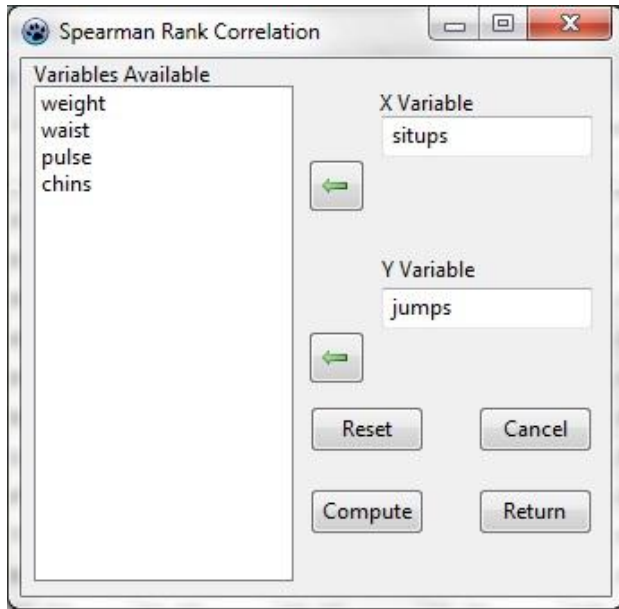 Spearman Rank Correlation
Variables Available
weight
waist
pulse
chins
X Variable
situps
Y Variable
jumps
Reset
Cancel
Compute
Return